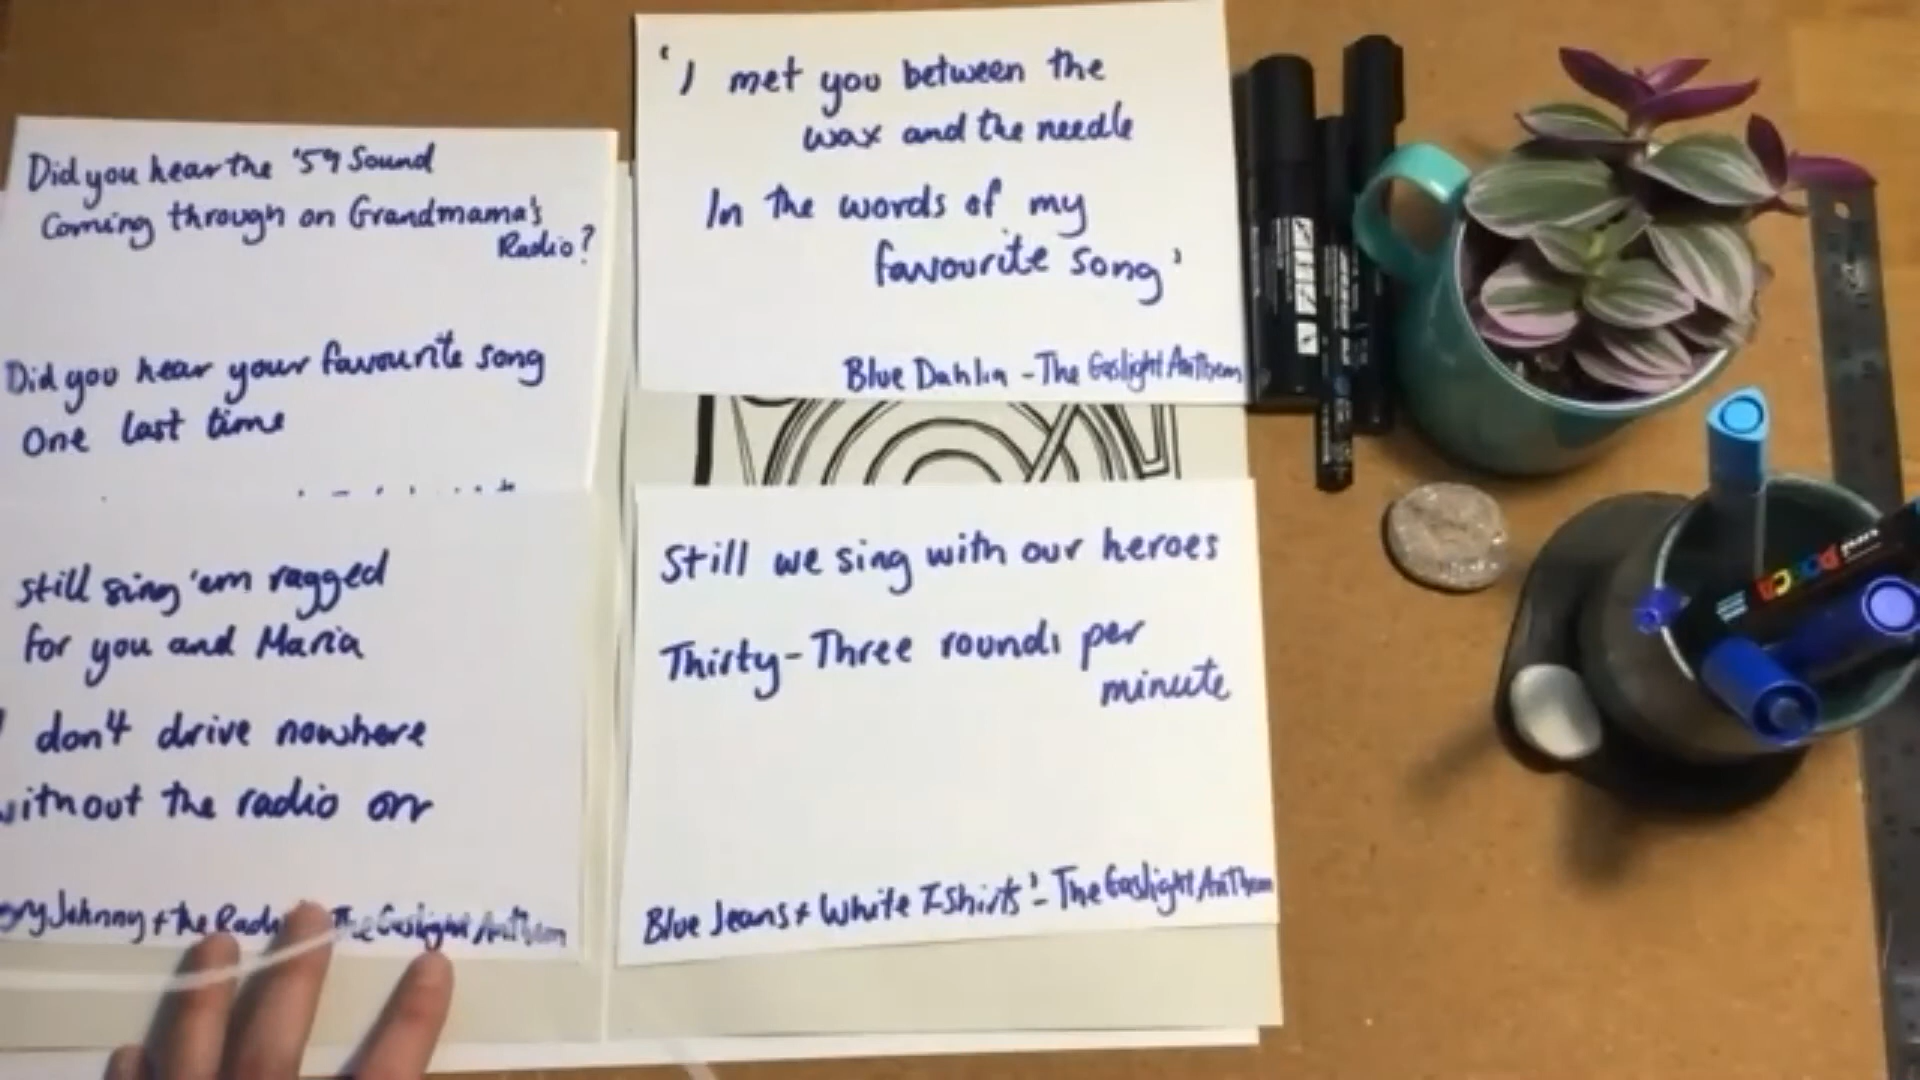 Did you hear the '59 Sound
Coming through on Grandmama's
Radio?
Did you hear your favourite song
One last time
'I met you between the
wax and the needle
In the words of my
favourite song'
Blue Dahlia - The Gaslight Anthem
still sing 'em ragged
for you and Maria
I don't drive nowhere
without the radio on
Johnny + the Radio The Gaslight Anthem
Still we sing with our heroes
Thirty-Three rounds per
minute
Blue Jeans + White T-Shirts' - The Gaslight Anthem
POSCA